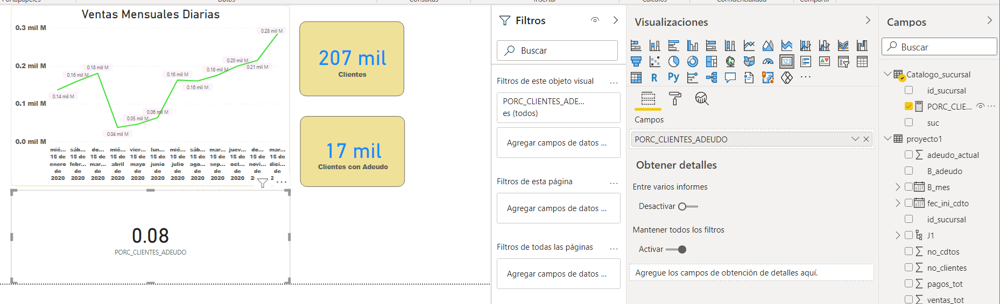 Portapapeles
Datos
Consultas
Insertar
Cálculos
Confidencialidad
Compartir
Ventas Mensuales Diarias
0.3 mil M
0.2 mil M
0.1 mil M
0.0 mil M
0.14 mil M
0.16 mil M
0.18 mil M
0.04 mil M
0.05 mil M
0.06 mil M
0.16 mil M
0.16 mil M
0.18 mil M
0.20 mil M
0.21 mil M
0.28 mil M
mié... sáb... do... mié... vier... lun... mié... sáb... mar... juev... do... mar...
15 de 15 de 15 de 15 de 15 de 15 de 15 de 15 de 15 de 15 de 15 de 15 de
enero febr... mar... abril mayo junio julio ago... sep... oct... novi... dici...
de de de de de de de de de de de de
2020 2020 2020 2020 2020 2020 2020 2020 2020 2020
207 mil
Clientes
17 mil
Clientes con Adeudo
0.08
PORC_CLIENTES_ADEUDO
Filtros
Buscar
Filtros de este objeto visual ...
PORC_CLIENTES_ADE...
es (todos)
Agregar campos de datos ...
Filtros de esta página ...
Agregar campos de datos ...
Filtros de todas las páginas ...
Agregar campos de datos ...
Visualizaciones
123
R
Py
...
Campos
PORC_CLIENTES_ADEUDO
Obtener detalles
Entre varios informes
Desactivar
Mantener todos los filtros
Activar
Agregue los campos de obtención de detalles aquí.
Campos
Buscar
Catalogo_sucursal
id_sucursal
PORC_CLIE... ...
suc
proyecto1
adeudo_actual
B_adeudo
B_mes
fec_ini_cdto
id_sucursal
J1
no_cdtos
no_clientes
pagos_tot
ventas_tot